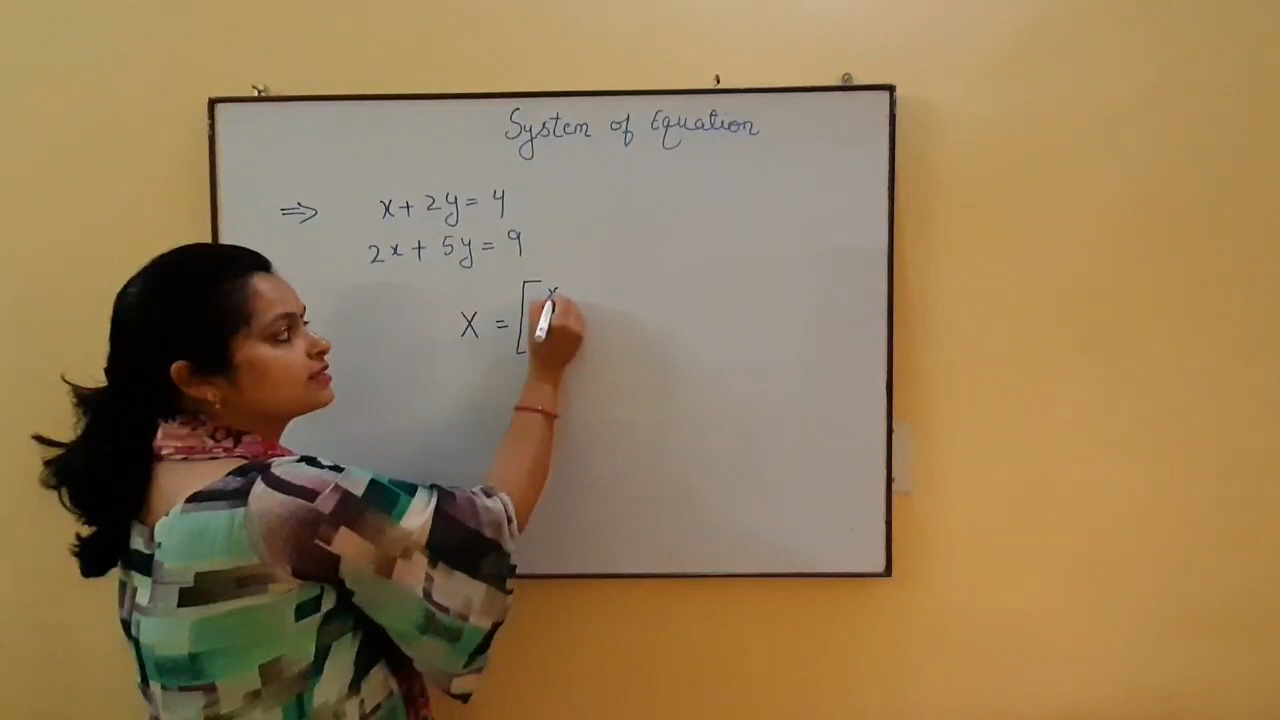 System of Equation
⇒ x + 2y = 4
2x + 5y = 9
X = [x